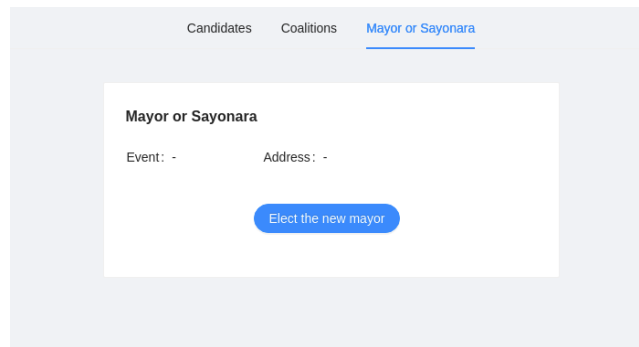 Candidates Coalitions Mayor or Sayonara
Mayor or Sayonara
Event: - Address: -
Elect the new mayor